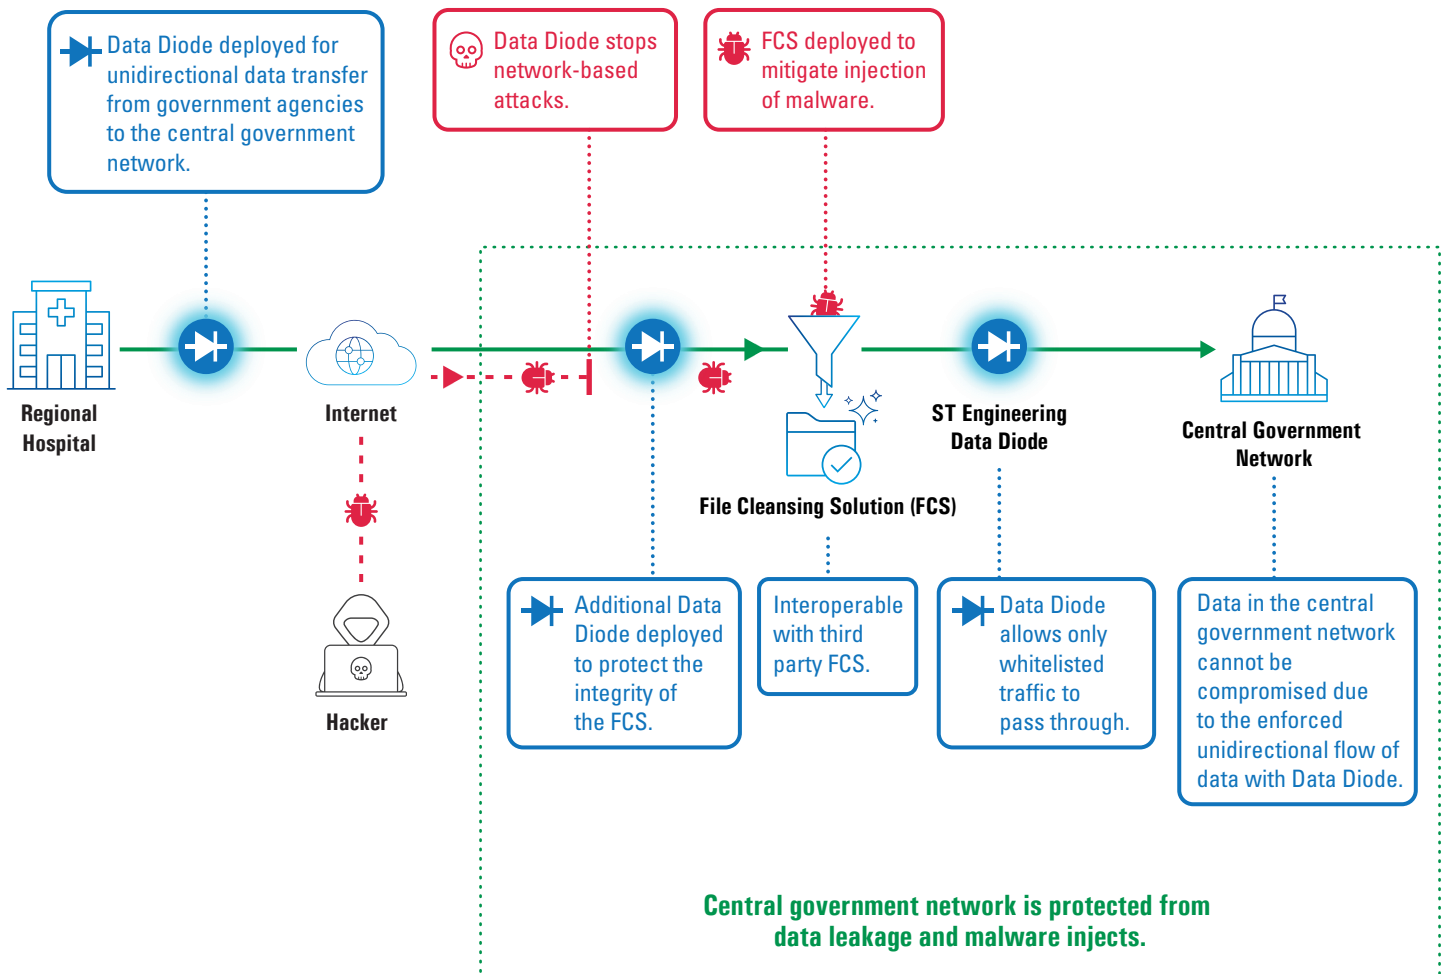 Data Diode deployed for
unidirectional data transfer
from government agencies
to the central government
network.
Data Diode stops
network-based
attacks.
FCS deployed to
mitigate injection
of malware.
Regional
Hospital
Internet
Hacker
File Cleansing Solution (FCS)
ST Engineering
Data Diode
Central Government
Network
Additional Data
Diode deployed
to protect the
integrity of
the FCS.
Interoperable
with third
party FCS.
Data Diode
allows only
whitelisted
traffic to
pass through.
Data in the central
government network
cannot be
compromised due
to the enforced
unidirectional flow of
data with Data Diode.
Central government network is protected from
data leakage and malware injects.